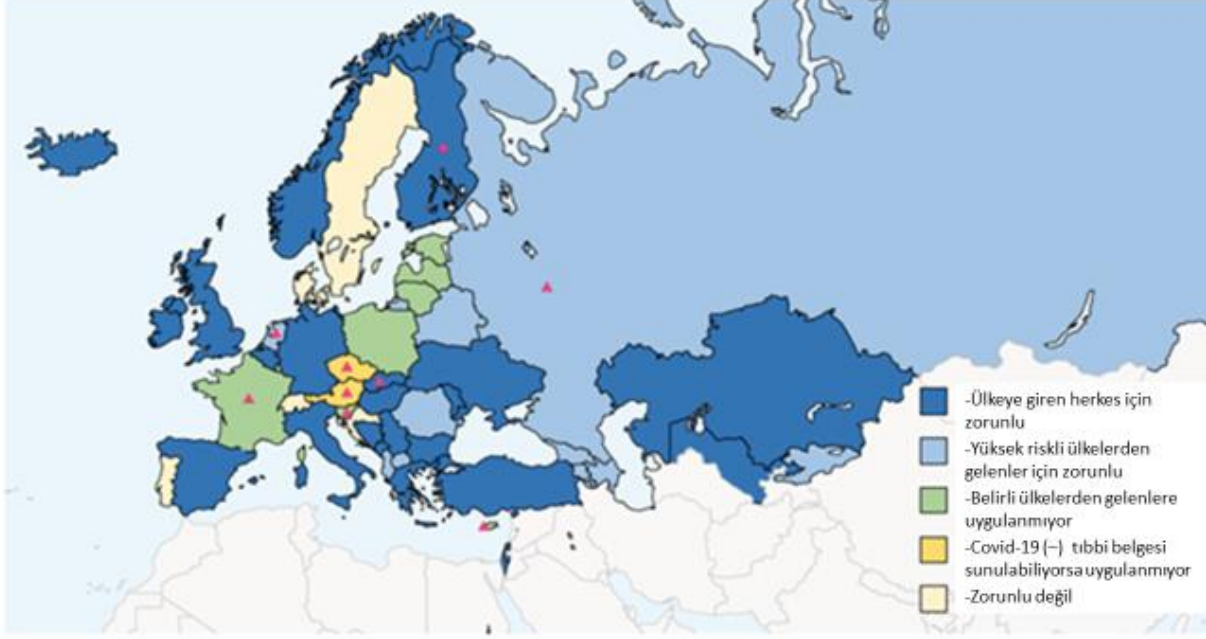 -Ülkeye giren herkes için
zorunlu
-Yüksek riskli ülkelerden
gelenler için zorunlu
-Belirli ülkelerden gelenlere
uygulanmıyor
-Covid-19 (–) tıbbi belgesi
sunulabiliyorsa uygulanmıyor
-Zorunlu değil